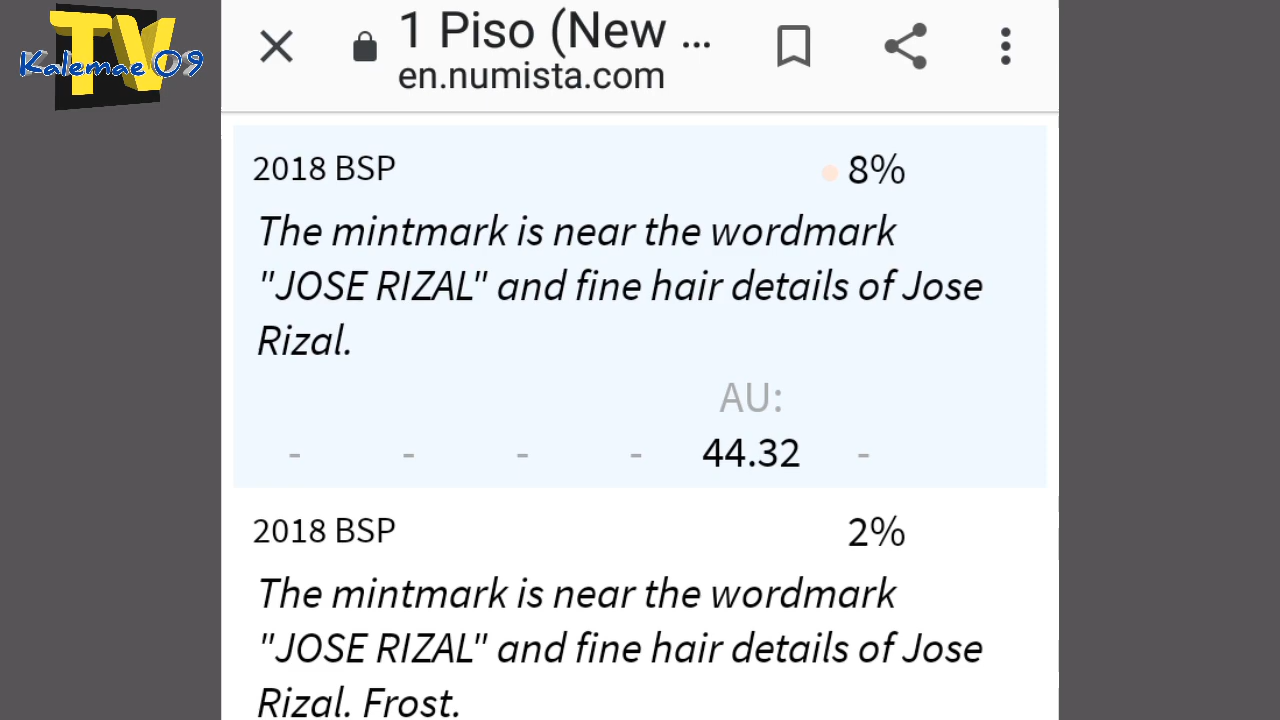 TV
Kalemae 09
1 Piso (New ...
en.numista.com
2018 BSP 8%
The mintmark is near the wordmark
"JOSE RIZAL" and fine hair details of Jose
Rizal.
AU:
- - - - 44.32 -
2018 BSP 2%
The mintmark is near the wordmark
"JOSE RIZAL" and fine hair details of Jose
Rizal. Frost.